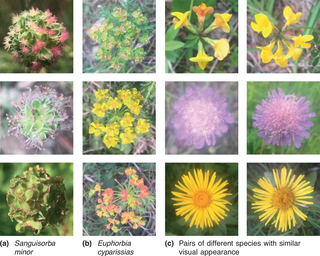 (a) Sanguisorba minor
(b) Euphorbia cyparissias
(c) Pairs of different species with similar visual appearance